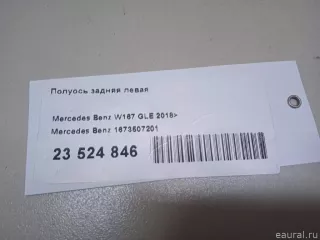 Полуось задняя левая
Mercedes Benz W167 GLE 2018>
Mercedes Benz 1673507201
23 524 846
eaural.ru